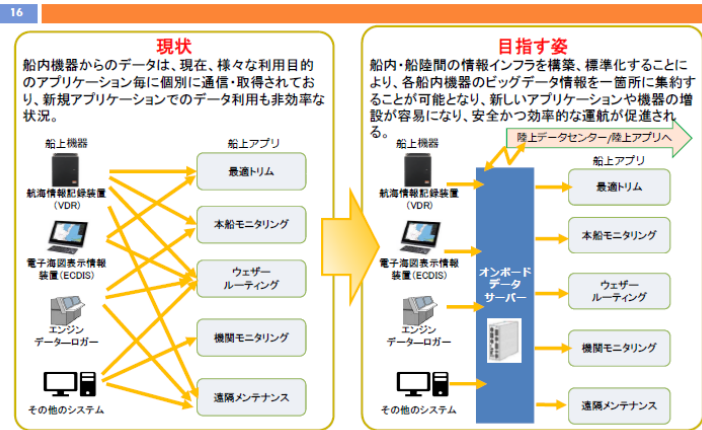 16
現状
船内機器からのデータは、現在、様々な利用目的
のアプリケーション毎に個別に通信・取得されてお
り、新規アプリケーションでのデータ利用も非効率な
状況。
船上機器
船上アプリ
航海情報記録装置
(VDR)
電子海図表示情報
装置(ECDIS)
エンジン
データーロガー
その他のシステム
最適トリム
本船モニタリング
ウェザー
ルーティング
機関モニタリング
遠隔メンテナンス
目指す姿
船内・船陸間の情報インフラを構築、標準化することに
より、各船内機器のビッグデータ情報を一箇所に集約す
ることが可能となり、新しいアプリケーションや機器の増
設が容易になり、安全かつ効率的な運航が促進され
る。
陸上データセンター/陸上アプリへ
船上機器
船上アプリ
航海情報記録装置
(VDR)
電子海図表示情報
装置(ECDIS)
エンジン
データーロガー
その他のシステム
オンボード
データ
サーバー
最適トリム
本船モニタリング
ウェザー
ルーティング
機関モニタリング
遠隔メンテナンス